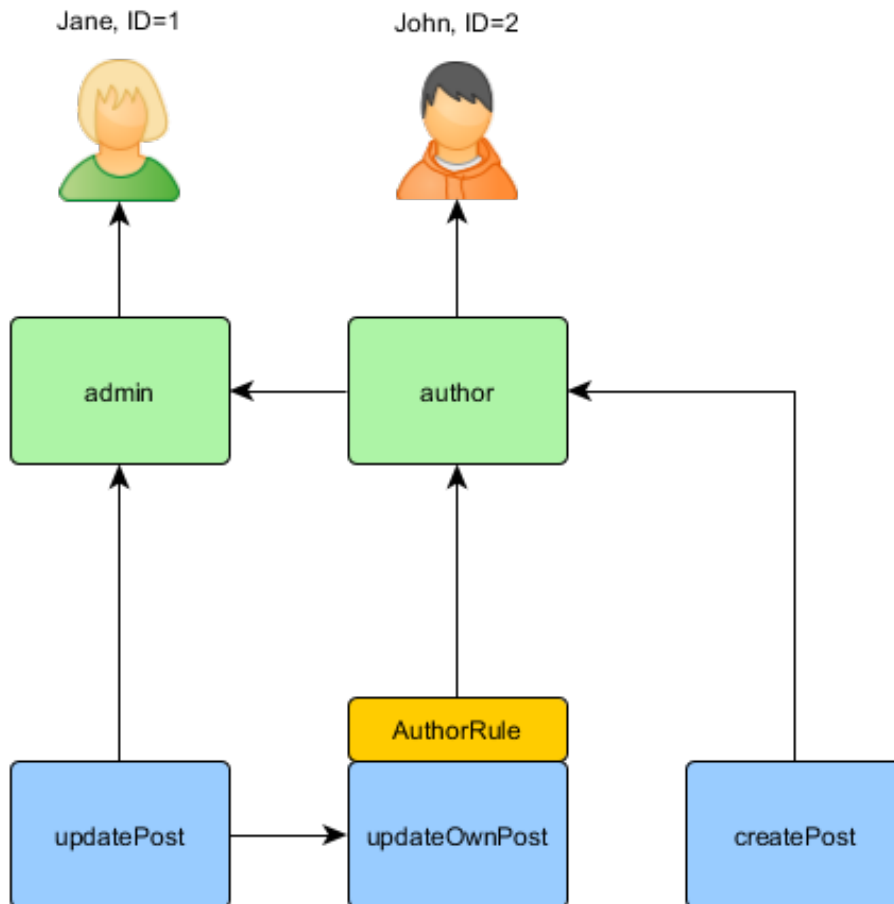 Jane, ID=1
John, ID=2
admin
author
AuthorRule
updatePost
updateOwnPost
createPost